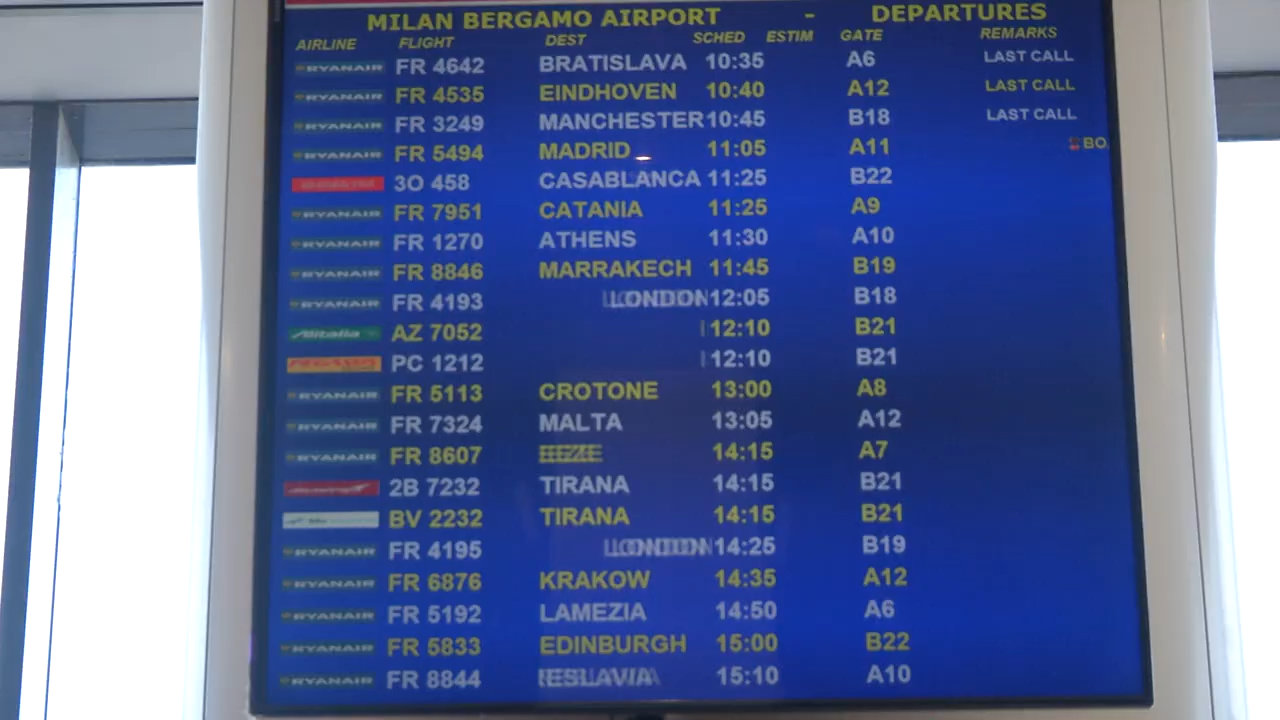 MILAN BERGAMO AIRPORT - DEPARTURES
AIRLINE FLIGHT DEST SCHED ESTIM GATE REMARKS
RYANAIR FR 4642 BRATISLAVA 10:35 A6 LAST CALL
RYANAIR FR 4535 EINDHOVEN 10:40 A12 LAST CALL
RYANAIR FR 3249 MANCHESTER 10:45 B18 LAST CALL
RYANAIR FR 5494 MADRID 11:05 A11 BO
3O 458 CASABLANCA 11:25 B22
RYANAIR FR 7951 CATANIA 11:25 A9
RYANAIR FR 1270 ATHENS 11:30 A10
RYANAIR FR 8846 MARRAKECH 11:45 B19
RYANAIR FR 4193 LONDON 12:05 B18
Alitalia AZ 7052 12:10 B21
PC 1212 12:10 B21
RYANAIR FR 5113 CROTONE 13:00 A8
RYANAIR FR 7324 MALTA 13:05 A12
RYANAIR FR 8607 14:15 A7
2B 7232 TIRANA 14:15 B21
BV 2232 TIRANA 14:15 B21
RYANAIR FR 4195 LONDON 14:25 B19
RYANAIR FR 6876 KRAKOW 14:35 A12
RYANAIR FR 5192 LAMEZIA 14:50 A6
RYANAIR FR 5833 EDINBURGH 15:00 B22
RYANAIR FR 8844 15:10 A10